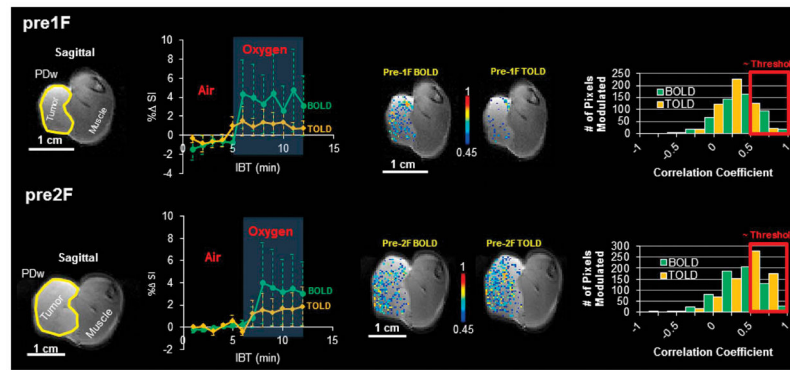 pre1F
Sagittal
PDw
Tumor
Muscle
1 cm
%Δ SI
10
8
6
4
2
0
-2
-4
Air
Oxygen
BOLD
TOLD
0
5
10
15
IBT (min)
Pre-1F BOLD
Pre-1F TOLD
1
0.45
1 cm
~ Threshold
# of Pixels
Modulated
250
200
150
100
50
0
BOLD
TOLD
-1
-0.5
0
0.5
1
Correlation Coefficient
pre2F
Sagittal
PDw
Tumor
Muscle
1 cm
%Δ SI
10
8
6
4
2
0
-2
Air
Oxygen
BOLD
TOLD
0
5
10
15
IBT (min)
Pre-2F BOLD
Pre-2F TOLD
1
0.45
1 cm
~ Threshold
# of Pixels
Modulated
300
250
200
150
100
50
0
BOLD
TOLD
-1
-0.5
0
0.5
1
Correlation Coefficient